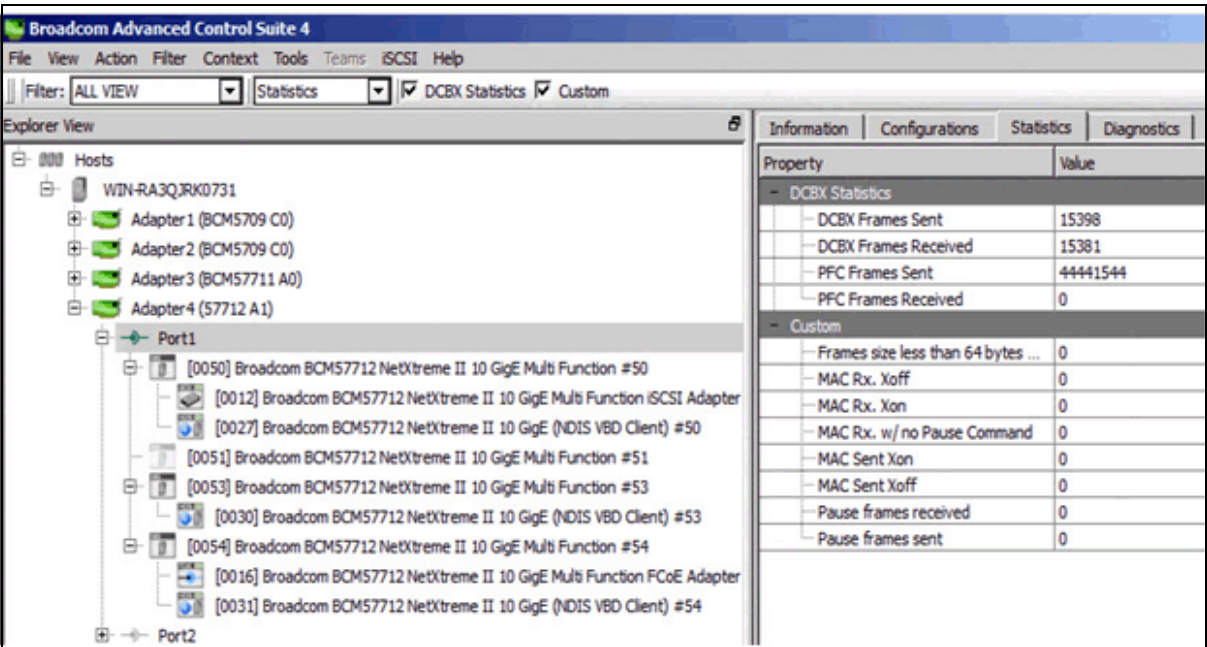 Broadcom Advanced Control Suite 4
File View Action Filter Context Tools Teams iSCSI Help
Filter: ALL VIEW Statistics DCBX Statistics Custom
Explorer View
Hosts
WIN-RA3QJRK0731
Adapter1 (BCM5709 C0)
Adapter2 (BCM5709 C0)
Adapter3 (BCM57711 A0)
Adapter4 (57712 A1)
Port1
[0050] Broadcom BCM57712 NetXtreme II 10 GigE Multi Function #50
[0012] Broadcom BCM57712 NetXtreme II 10 GigE Multi Function iSCSI Adapter
[0027] Broadcom BCM57712 NetXtreme II 10 GigE (NDIS VBD Client) #50
[0051] Broadcom BCM57712 NetXtreme II 10 GigE Multi Function #51
[0053] Broadcom BCM57712 NetXtreme II 10 GigE Multi Function #53
[0030] Broadcom BCM57712 NetXtreme II 10 GigE (NDIS VBD Client) #53
[0054] Broadcom BCM57712 NetXtreme II 10 GigE Multi Function #54
[0016] Broadcom BCM57712 NetXtreme II 10 GigE Multi Function FCoE Adapter
[0031] Broadcom BCM57712 NetXtreme II 10 GigE (NDIS VBD Client) #54
Port2
Information Configurations Statistics Diagnostics
Property Value
DCBX Statistics
DCBX Frames Sent 15398
DCBX Frames Received 15381
PFC Frames Sent 44441544
PFC Frames Received 0
Custom
Frames size less than 64 bytes ... 0
MAC Rx. Xoff 0
MAC Rx. Xon 0
MAC Rx. w/ no Pause Command 0
MAC Sent Xon 0
MAC Sent Xoff 0
Pause frames received 0
Pause frames sent 0